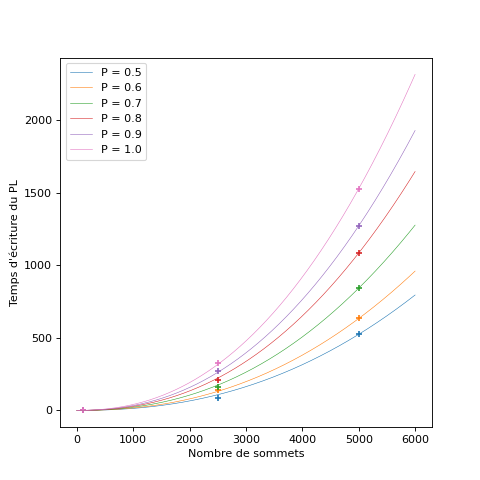 P = 0.5
P = 0.6
P = 0.7
P = 0.8
P = 0.9
P = 1.0
Temps d'écriture du PL
2000
1500
1000
500
0
0 1000 2000 3000 4000 5000 6000
Nombre de sommets